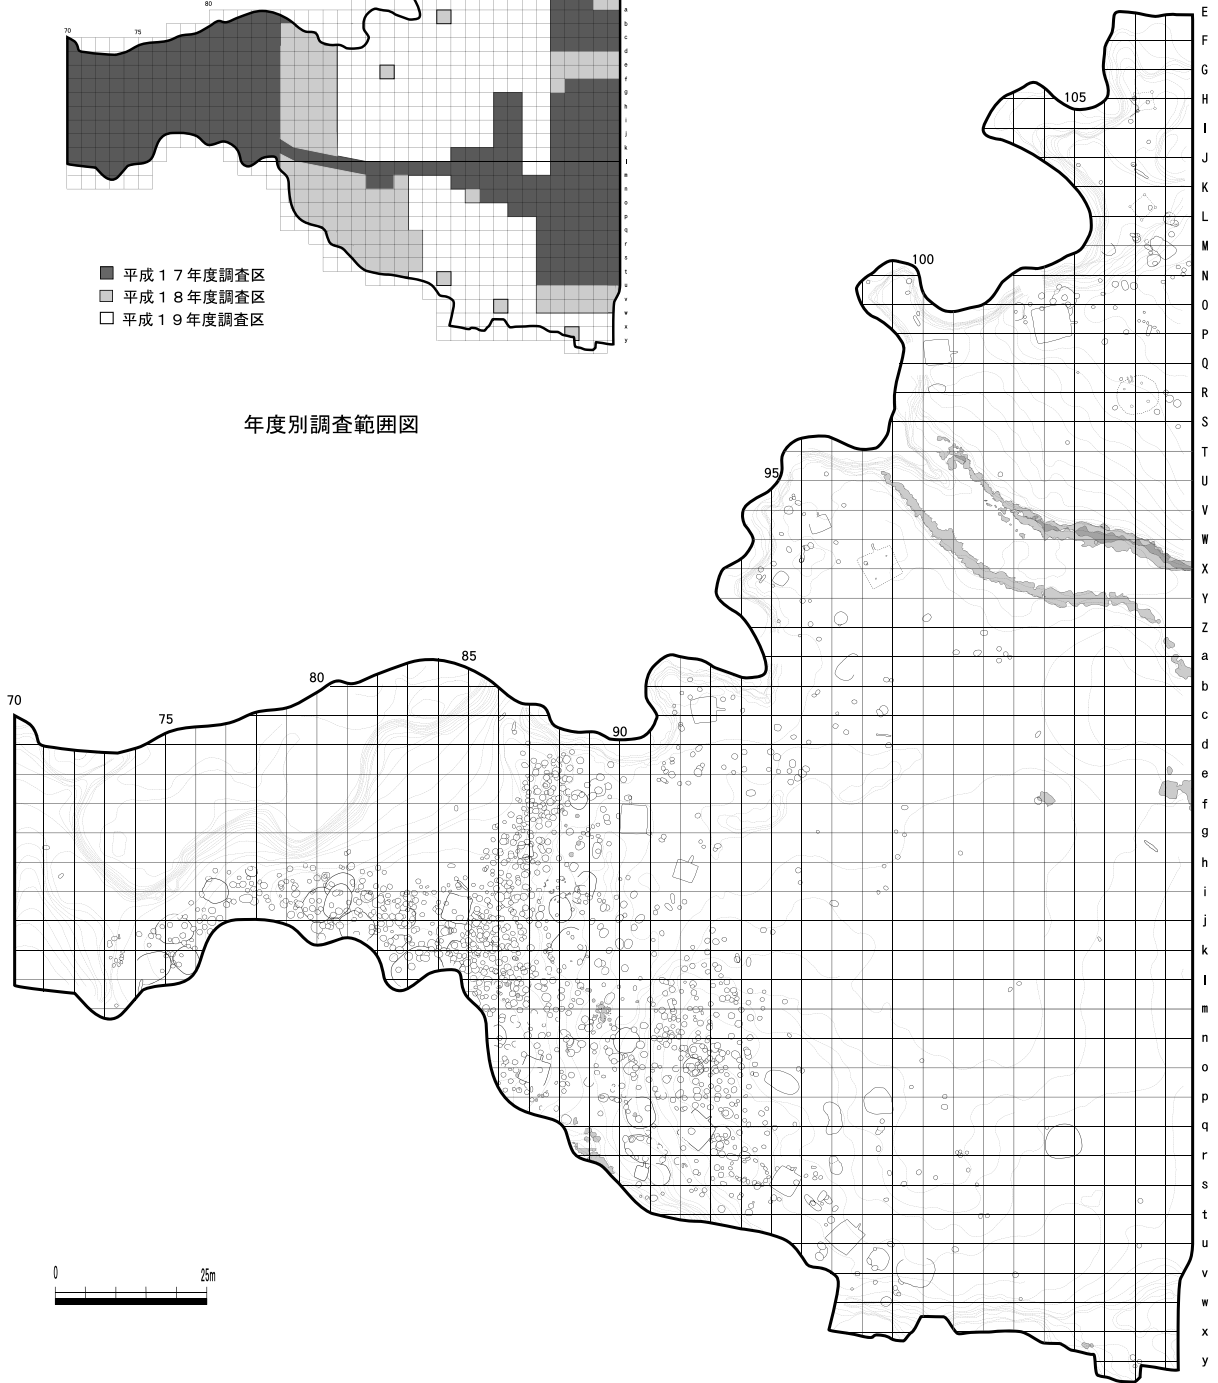 80
70
75
a
b
c
d
e
f
g
h
i
j
k
l
m
n
o
p
q
r
s
t
u
v
w
x
y
平成１７年度調査区
平成１８年度調査区
平成１９年度調査区
年度別調査範囲図
E
F
G
H
I
J
K
L
M
N
O
P
Q
R
S
T
U
V
W
X
Y
Z
a
b
c
d
e
f
g
h
i
j
k
l
m
n
o
p
q
r
s
t
u
v
w
x
y
105
100
95
90
85
80
75
70
0 25m